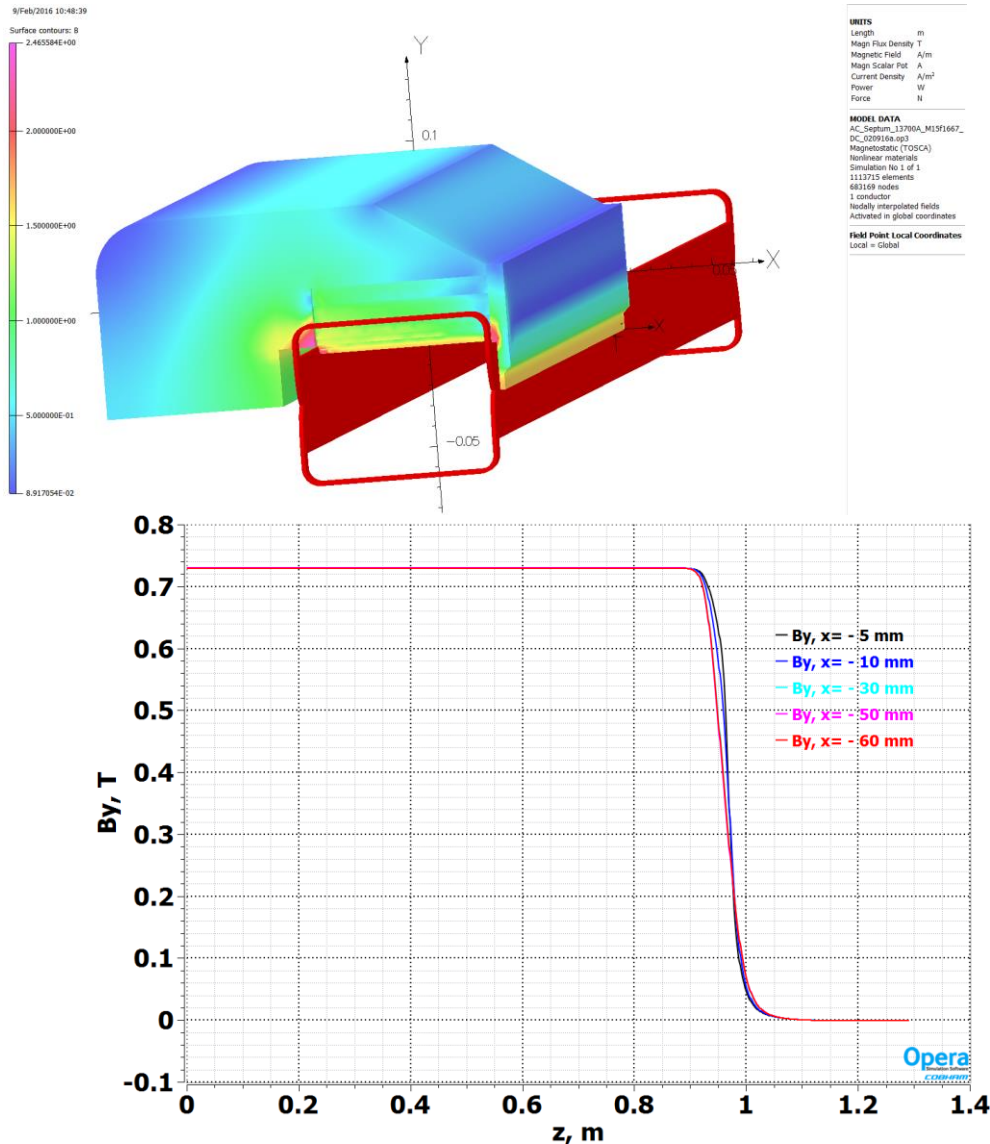 9/Feb/2016 10:48:39
Surface contours: B
2.465584E+00
2.000000E+00
1.500000E+00
1.000000E+00
5.000000E-01
8.917054E-02
Y
0.1
X
0.05
X
Y
-0.05
UNITS
Length m
Magn Flux Density T
Magnetic Field A/m
Magn Scalar Pot A
Current Density A/m²
Power W
Force N
MODEL DATA
AC_Septum_13700A_M15f1667_
DC_020916a.op3
Magnetostatic (TOSCA)
Nonlinear materials
Simulation No 1 of 1
1113715 elements
683169 nodes
1 conductor
Nodally interpolated fields
Activated in global coordinates
Field Point Local Coordinates
Local = Global
0.8
0.7
0.6
0.5
0.4
0.3
0.2
0.1
0
-0.1
By, T
By, x= - 5 mm
By, x= - 10 mm
By, x= - 30 mm
By, x= - 50 mm
By, x= - 60 mm
Opera
Simulation Software
COBHAM
0 0.2 0.4 0.6 0.8 1 1.2 1.4
z, m